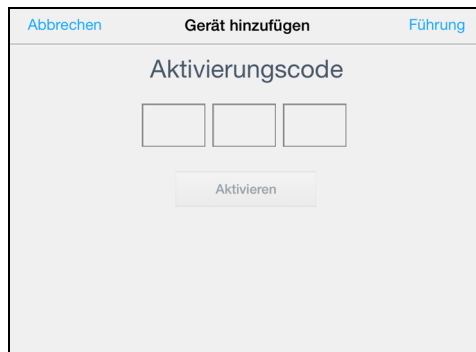 Abbrechen Gerät hinzufügen Führung
Aktivierungscode
Aktivieren